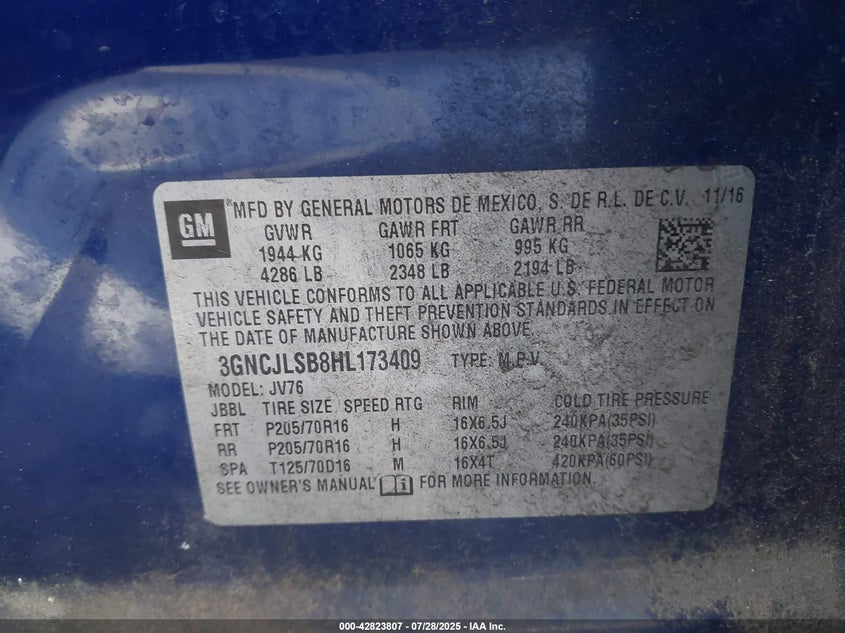 GM
® MFD BY GENERAL MOTORS DE MEXICO, S. DE R.L. DE C.V. 11/16
GVWR GAWR FRT GAWR RR
1944 KG 1065 KG 995 KG
4286 LB 2348 LB 2194 LB
THIS VEHICLE CONFORMS TO ALL APPLICABLE U.S. FEDERAL MOTOR
VEHICLE SAFETY AND THEFT PREVENTION STANDARDS IN EFFECT ON
THE DATE OF MANUFACTURE SHOWN ABOVE.
3GNCJLSB8HL173409 TYPE: M.P.V.
MODEL: JV76
JBBL TIRE SIZE SPEED RTG RIM COLD TIRE PRESSURE
FRT P205/70R16 H 16X6.5J 240KPA(35PSI)
RR P205/70R16 H 16X6.5J 240KPA(35PSI)
SPA T125/70D16 M 16X4T 420KPA(60PSI)
SEE OWNER'S MANUAL FOR MORE INFORMATION.
000-42823807 - 07/28/2025 - IAA Inc.